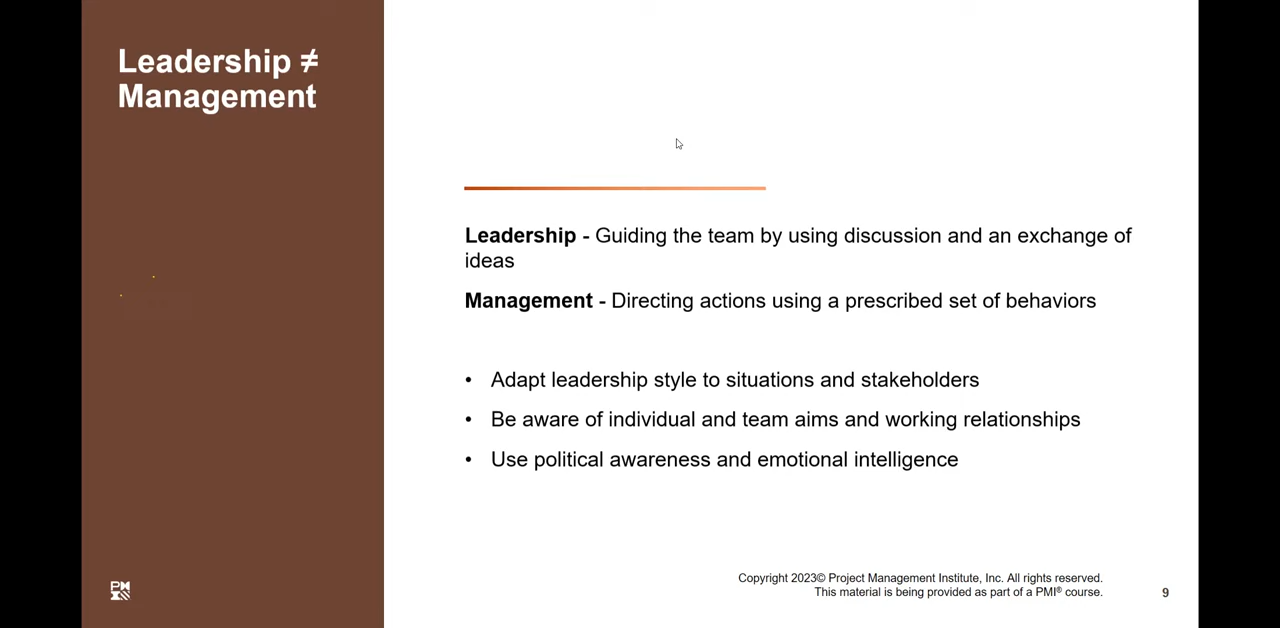 Leadership ≠
Management
Leadership - Guiding the team by using discussion and an exchange of
ideas
Management - Directing actions using a prescribed set of behaviors
• Adapt leadership style to situations and stakeholders
• Be aware of individual and team aims and working relationships
• Use political awareness and emotional intelligence
PMI
Copyright 2023© Project Management Institute, Inc. All rights reserved.
This material is being provided as part of a PMI® course.
9